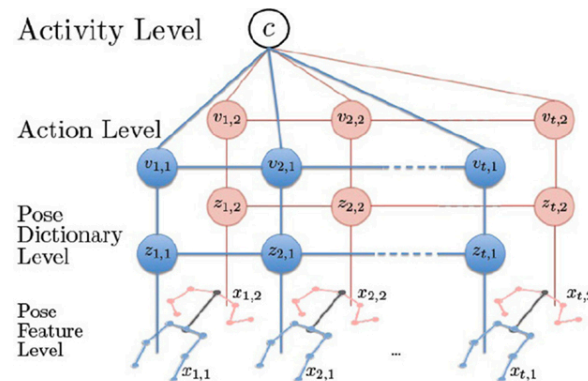 Activity Level c
v1,2 v2,2 vt,2
Action Level
v1,1 v2,1 vt,1
z1,2 z2,2 zt,2
Pose
Dictionary
Level
z1,1 z2,1 zt,1
x1,2 x2,2 xt,2
Pose
Feature
Level
x1,1 x2,1 ... xt,1